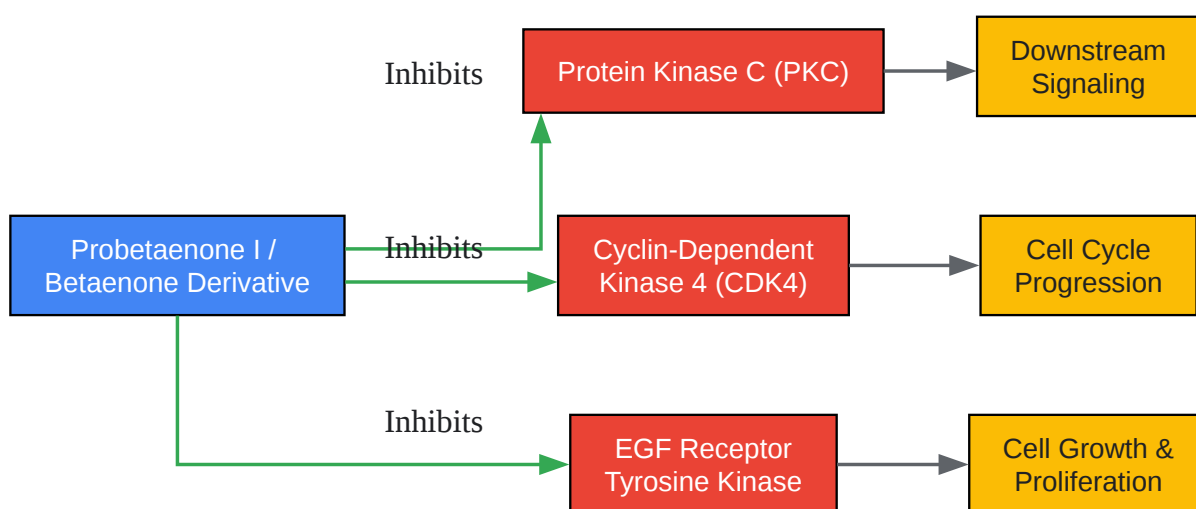 Inhibits
Protein Kinase C (PKC)
Downstream
Signaling
Probetaenone I /
Betaenone Derivative
Inhibits
Cyclin-Dependent
Kinase 4 (CDK4)
Cell Cycle
Progression
Inhibits
EGF Receptor
Tyrosine Kinase
Cell Growth &
Proliferation